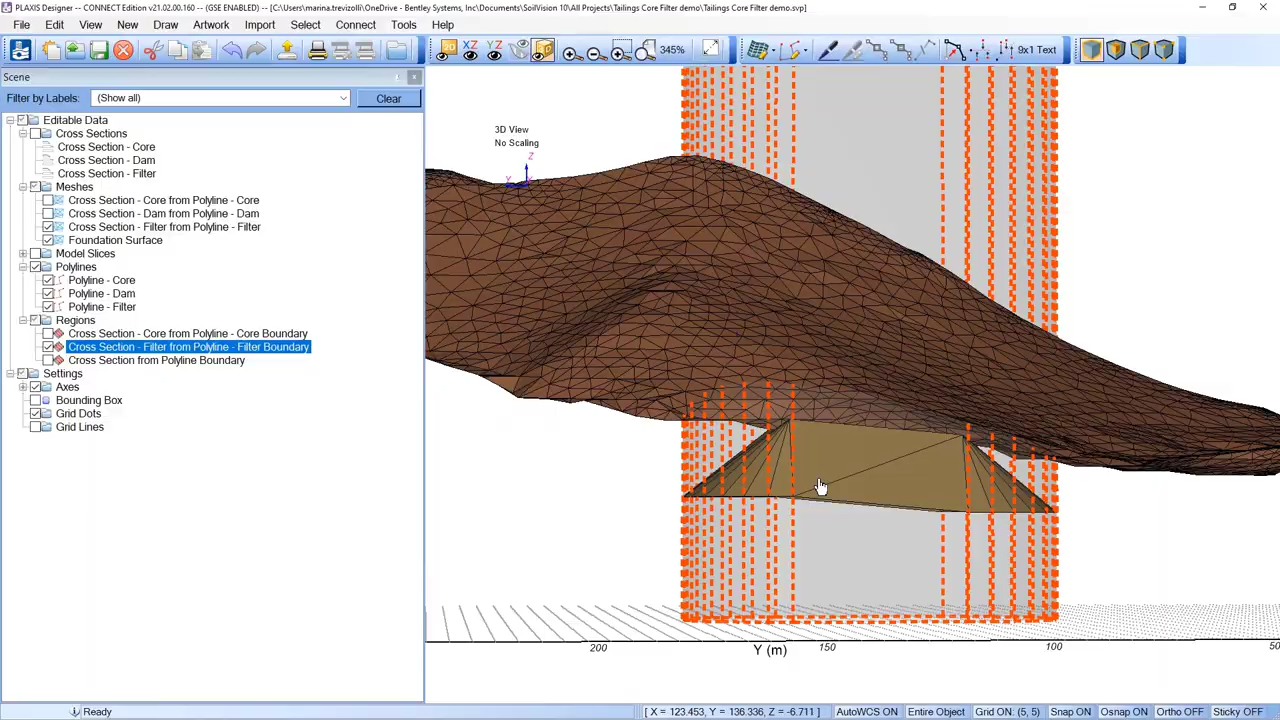 PLAXIS Designer - CONNECT Edition - v21.02.00.160 -- (GSE ENABLED) -- [C:\Users\marina.trevizolli\OneDrive - Bentley Systems, Inc\Documents\SoilVision 10\All Projects\Tailings Core Filter demo\Tailings Core Filter demo.svp]
File Edit View New Draw Artwork Import Select Connect Tools Help
2D XZ YZ 345% 9x1 Text
Scene
Filter by Labels: (Show all) Clear
Editable Data
Cross Sections
Cross Section - Core
Cross Section - Dam
Cross Section - Filter
Meshes
Cross Section - Core from Polyline - Core
Cross Section - Dam from Polyline - Dam
Cross Section - Filter from Polyline - Filter
Foundation Surface
Model Slices
Polylines
Polyline - Core
Polyline - Dam
Polyline - Filter
Regions
Cross Section - Core from Polyline - Core Boundary
Cross Section - Filter from Polyline - Filter Boundary
Cross Section from Polyline Boundary
Settings
Axes
Bounding Box
Grid Dots
Grid Lines
3D View
No Scaling
Z
Y
200 Y (m) 150 100 50
Ready [ X = 123.453, Y = 136.336, Z = -6.711 ] AutoWCS ON Entire Object Grid ON: (5, 5) Snap ON Osnap ON Ortho OFF Sticky OFF